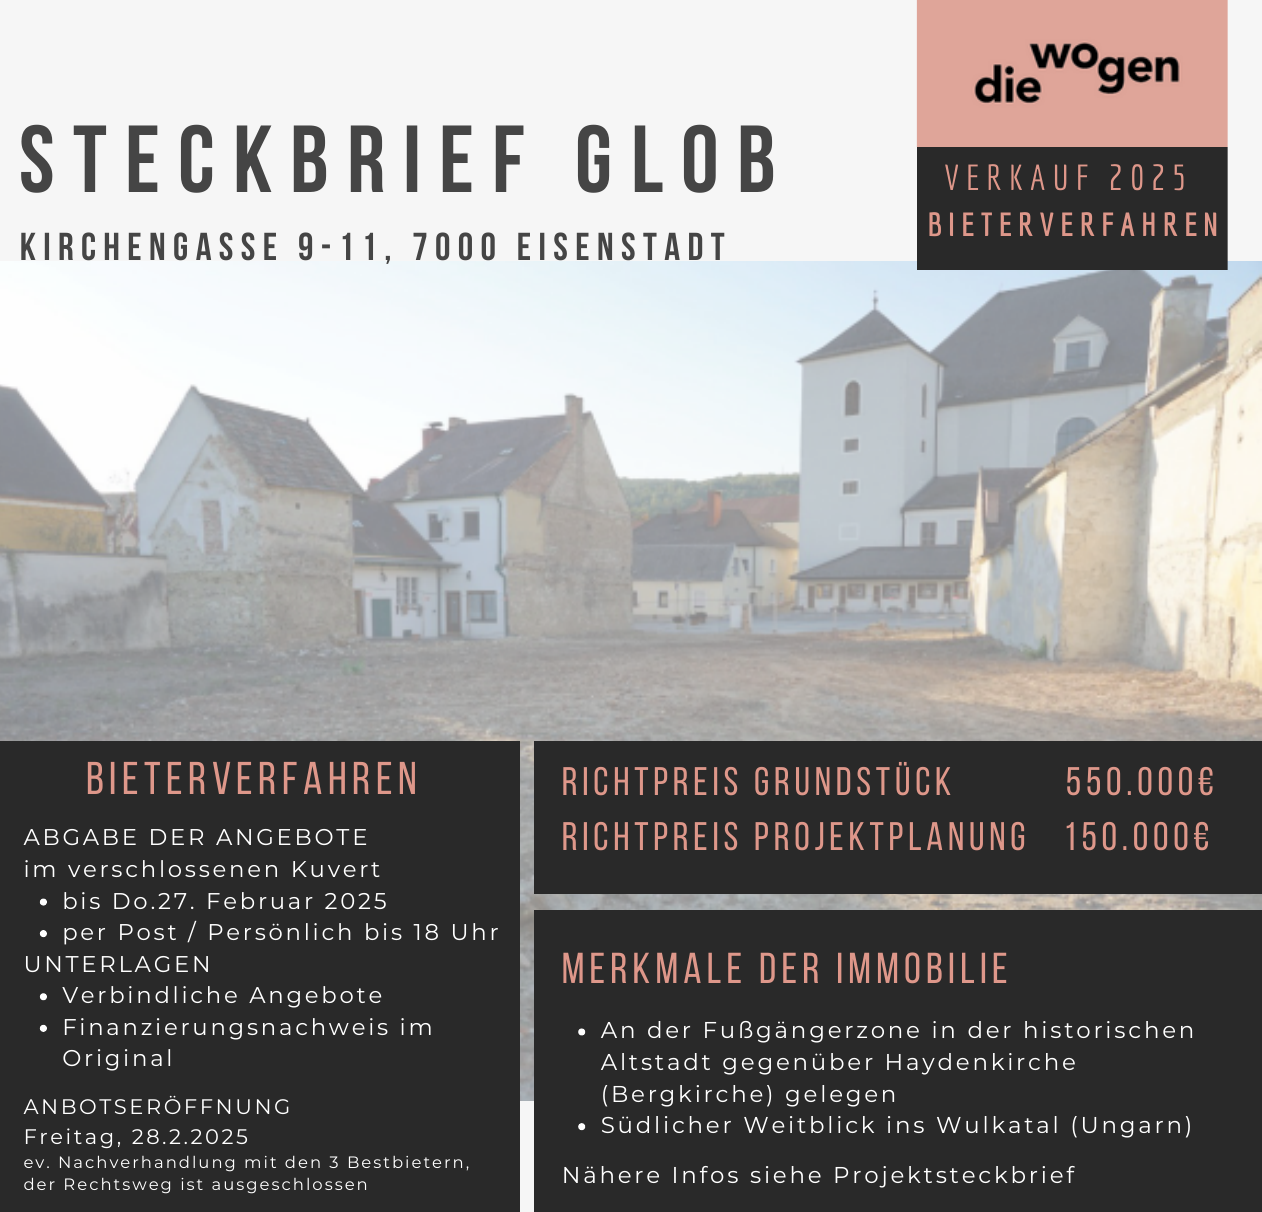 die wogen
STECKBRIEF GLOB
VERKAUF 2025
BIETERVERFAHREN
KIRCHENGASSE 9-11, 7000 EISENSTADT
BIETERVERFAHREN
ABGABE DER ANGEBOTE
im verschlossenen Kuvert
• bis Do.27. Februar 2025
• per Post / Persönlich bis 18 Uhr
UNTERLAGEN
• Verbindliche Angebote
• Finanzierungsnachweis im
Original
ANBOTSERÖFFNUNG
Freitag, 28.2.2025
ev. Nachverhandlung mit den 3 Bestbietern,
der Rechtsweg ist ausgeschlossen
RICHTPREIS GRUNDSTÜCK 550.000€
RICHTPREIS PROJEKTPLANUNG 150.000€
MERKMALE DER IMMOBILIE
• An der Fußgängerzone in der historischen
Altstadt gegenüber Haydenkirche
(Bergkirche) gelegen
• Südlicher Weitblick ins Wulkatal (Ungarn)
Nähere Infos siehe Projektsteckbrief